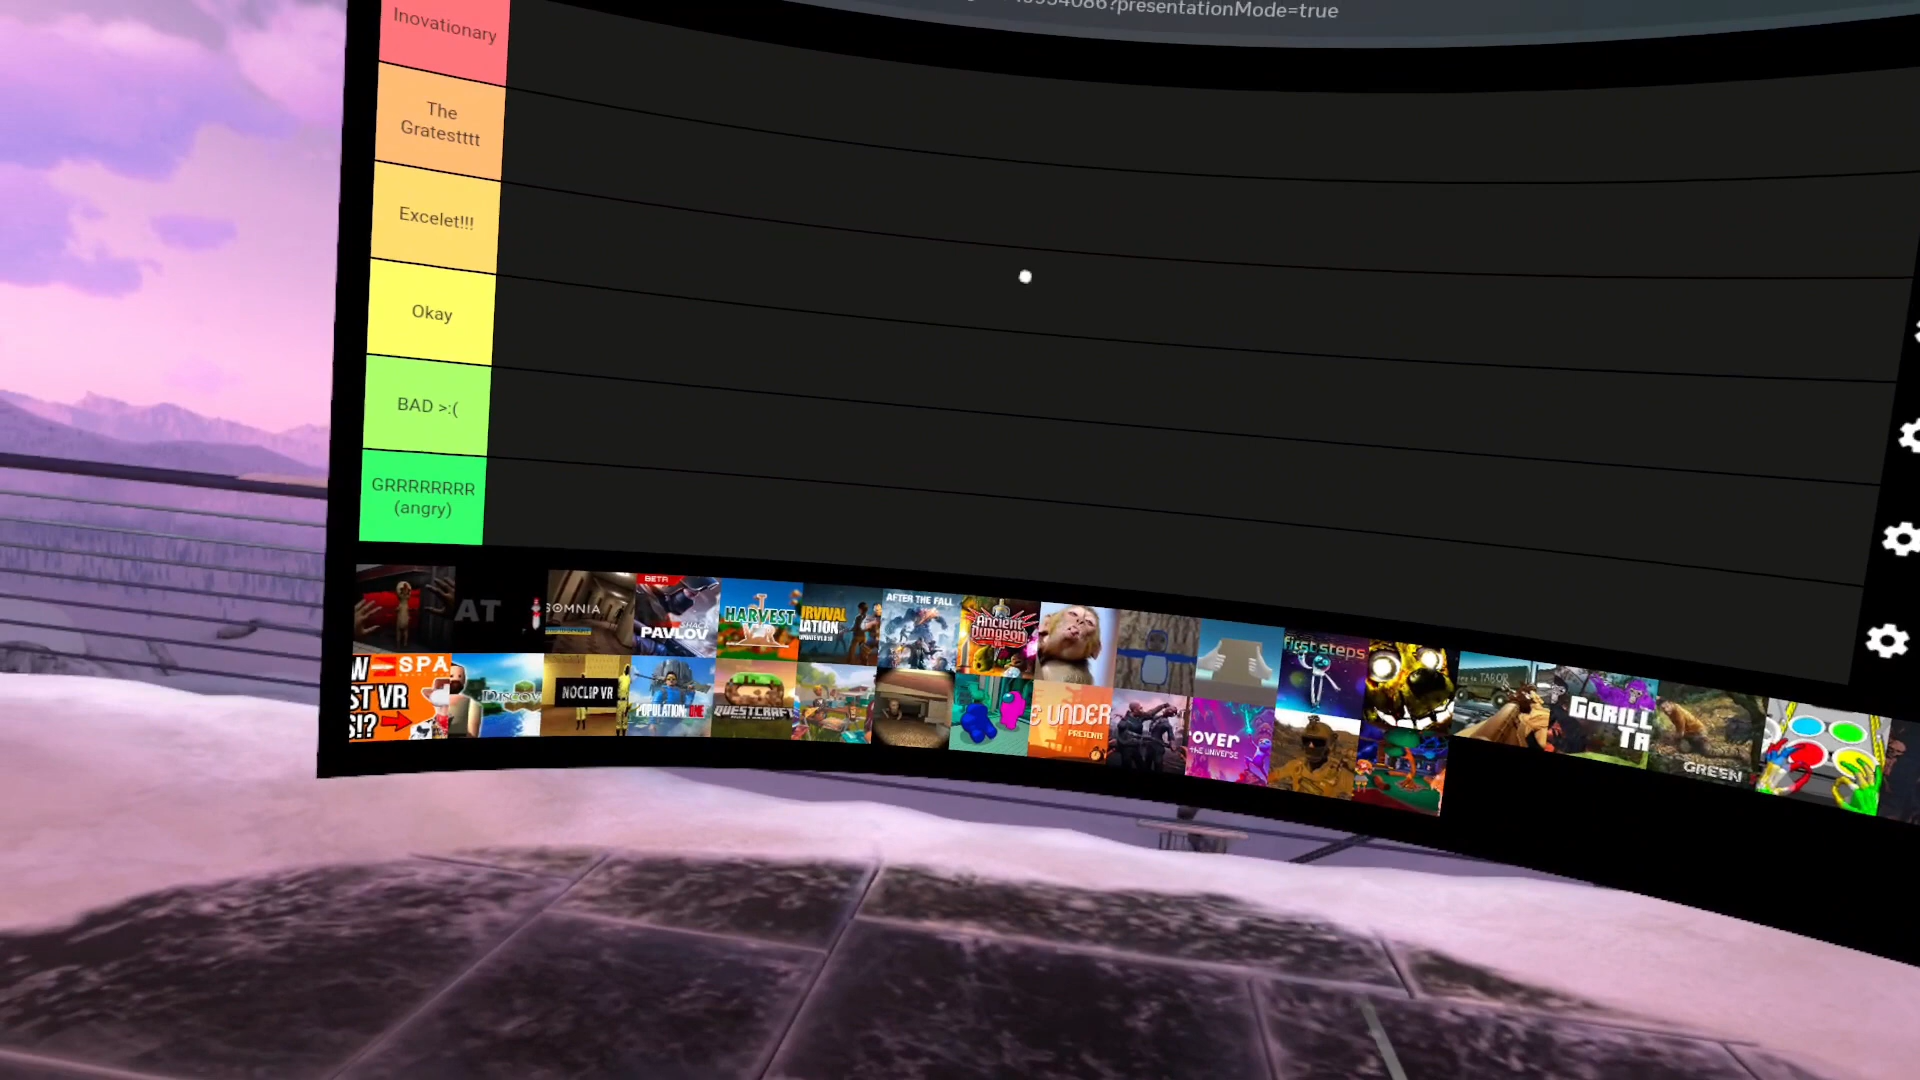 ?presentationMode=true
Inovationary
The
Gratestttt
Excelet!!!
Okay
BAD >:(
GRRRRRRRR
(angry)
AT
SOMNIA
BETA
PAVLOV
HARVEST
VR
AFTER THE FALL
Ancient
Dungeon
first steps
GORILL
TA
GREEN
SPA
ST VR
S!?
DISCOV
NOCLIP VR
POPULATION: ONE
QUESTCRAFT
E UNDER
PRESENTS
OVER
THE UNIVERSE